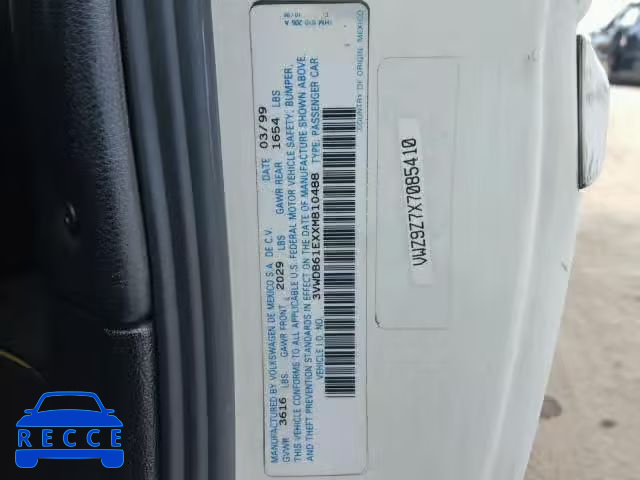 MANUFACTURED BY VOLKSWAGEN DE MEXICO S.A. DE C.V. DATE 03/99
GVWR 3616 LBS GAWR FRONT 2029 LBS GAWR REAR 1654 LBS
THIS VEHICLE CONFORMS TO ALL APPLICABLE U.S. FEDERAL MOTOR VEHICLE SAFETY, BUMPER,
AND THEFT PREVENTION STANDARDS IN EFFECT ON THE DATE OF MANUFACTURE SHOWN ABOVE.
VEHICLE I.D. NO. 3VWDB61EXXM810488 TYPE: PASSENGER CAR
COUNTRY OF ORIGIN MEXICO
VWZ9Z7X7085410
RECCE